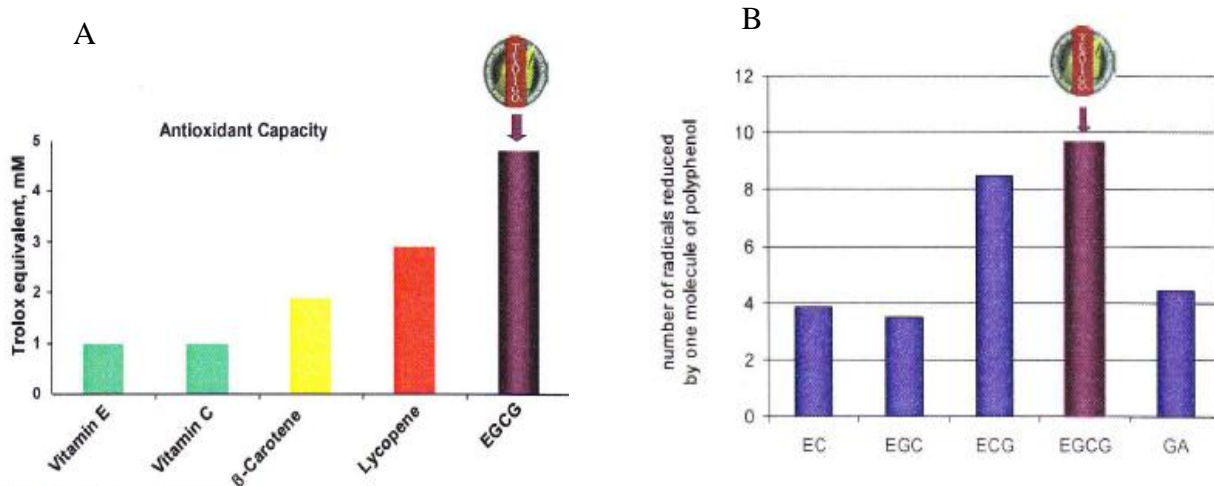 A
Antioxidant Capacity
Trolox equivalent, mM
5
4
3
2
1
0
Vitamin E
Vitamin C
β-Carotene
Lycopene
EGCG
B
number of radicals reduced
by one molecule of polyphenol
12
10
8
6
4
2
0
EC
EGC
ECG
EGCG
GA